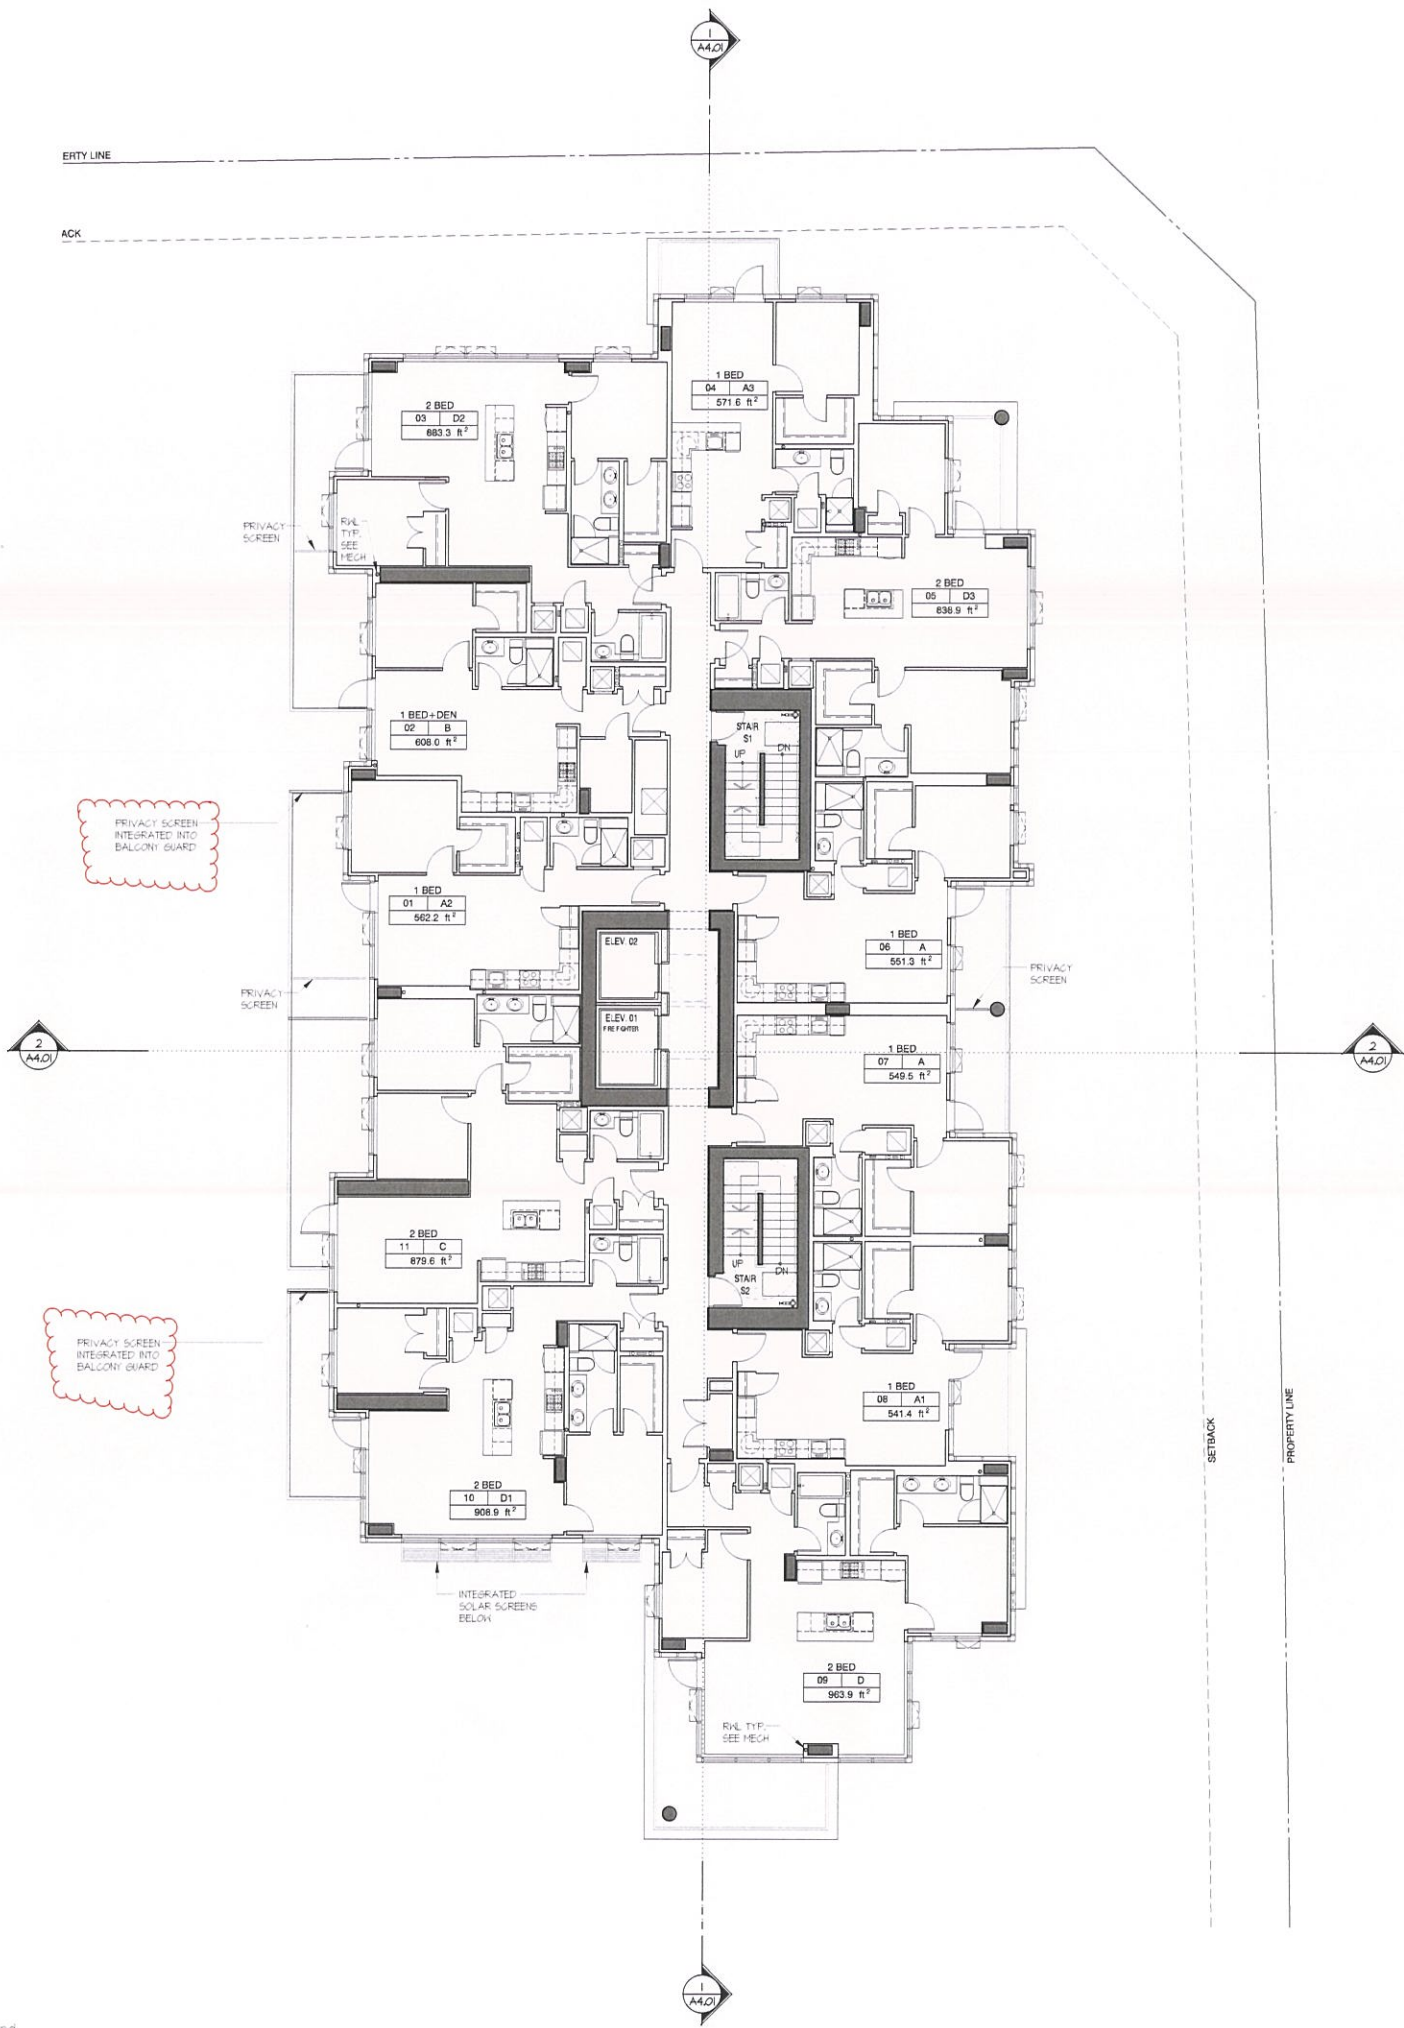 1
A4.01
ERTY LINE
ACK
1 BED
04 A3
571.6 ft²
2 BED
03 D2
883.3 ft²
PRIVACY
SCREEN
RWL
TYP.
SEE
MECH
2 BED
05 D3
838.9 ft²
1 BED+DEN
02 B
608.0 ft²
STAIR
S1
UP
DN
PRIVACY SCREEN
INTEGRATED INTO
BALCONY GUARD
1 BED
01 A2
562.2 ft²
ELEV. 02
1 BED
06 A
551.3 ft²
PRIVACY
SCREEN
PRIVACY
SCREEN
ELEV. 01
FIREFIGHTER
2
A4.01
1 BED
07 A
549.5 ft²
2
A4.01
2 BED
11 C
879.6 ft²
UP
DN
STAIR
S2
PRIVACY SCREEN
INTEGRATED INTO
BALCONY GUARD
1 BED
08 A1
541.4 ft²
SETBACK
PROPERTY LINE
2 BED
10 D1
908.9 ft²
INTEGRATED
SOLAR SCREENS
BELOW
2 BED
09 D
963.9 ft²
RWL TYP.
SEE MECH
1
A4.01